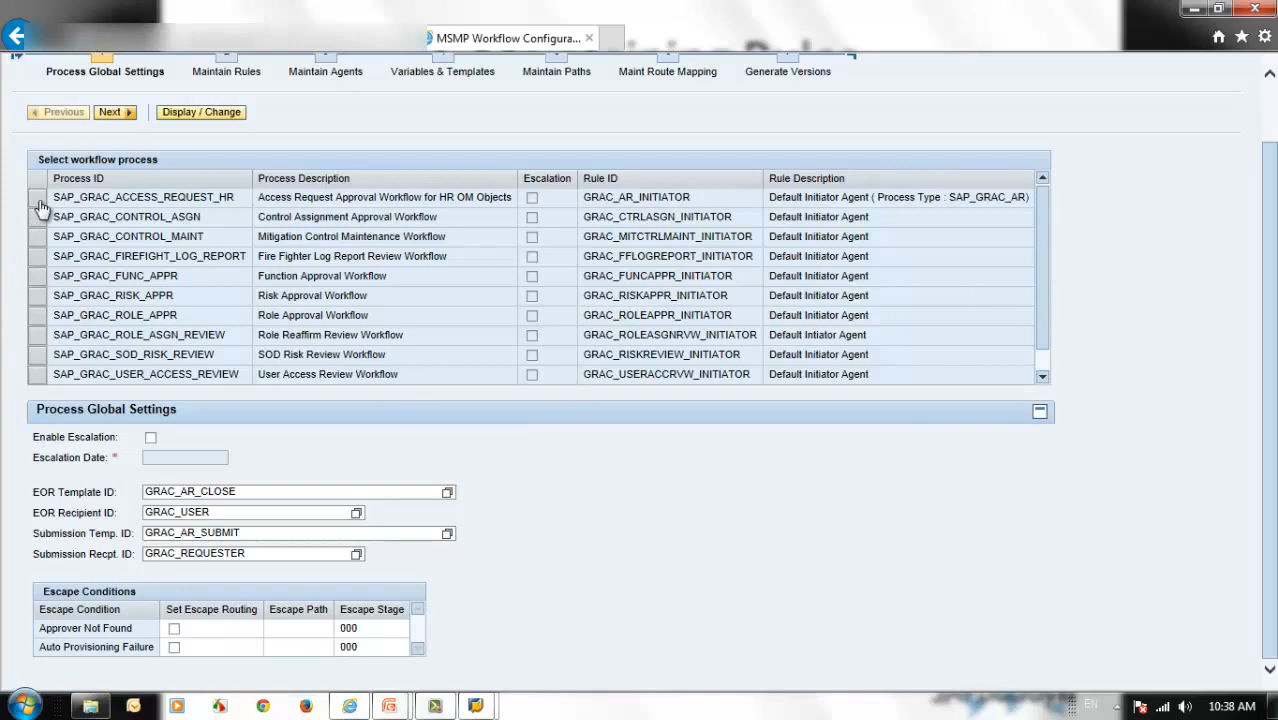 MSMP Workflow Configura...
Process Global Settings Maintain Rules Maintain Agents Variables & Templates Maintain Paths Maint Route Mapping Generate Versions
Previous Next Display / Change
Select workflow process
Process ID Process Description Escalation Rule ID Rule Description
SAP_GRAC_ACCESS_REQUEST_HR Access Request Approval Workflow for HR OM Objects GRAC_AR_INITIATOR Default Initiator Agent ( Process Type : SAP_GRAC_AR)
SAP_GRAC_CONTROL_ASGN Control Assignment Approval Workflow GRAC_CTRLASGN_INITIATOR Default Initiator Agent
SAP_GRAC_CONTROL_MAINT Mitigation Control Maintenance Workflow GRAC_MITCTRLMAINT_INITIATOR Default Initiator Agent
SAP_GRAC_FIREFIGHT_LOG_REPORT Fire Fighter Log Report Review Workflow GRAC_FFLOGREPORT_INITIATOR Default Initiator Agent
SAP_GRAC_FUNC_APPR Function Approval Workflow GRAC_FUNCAPPR_INITIATOR Default Initiator Agent
SAP_GRAC_RISK_APPR Risk Approval Workflow GRAC_RISKAPPR_INITIATOR Default Initiator Agent
SAP_GRAC_ROLE_APPR Role Approval Workflow GRAC_ROLEAPPR_INITIATOR Default Initiator Agent
SAP_GRAC_ROLE_ASGN_REVIEW Role Reaffirm Review Workflow GRAC_ROLEASGNRVW_INITIATOR Default Initiator Agent
SAP_GRAC_SOD_RISK_REVIEW SOD Risk Review Workflow GRAC_RISKREVIEW_INITIATOR Default Initiator Agent
SAP_GRAC_USER_ACCESS_REVIEW User Access Review Workflow GRAC_USERACCRVW_INITIATOR Default Initiator Agent
Process Global Settings
Enable Escalation:
Escalation Date: *
EOR Template ID: GRAC_AR_CLOSE
EOR Recipient ID: GRAC_USER
Submission Temp. ID: GRAC_AR_SUBMIT
Submission Recpt. ID: GRAC_REQUESTER
Escape Conditions
Escape Condition Set Escape Routing Escape Path Escape Stage
Approver Not Found 000
Auto Provisioning Failure 000
EN 10:38 AM